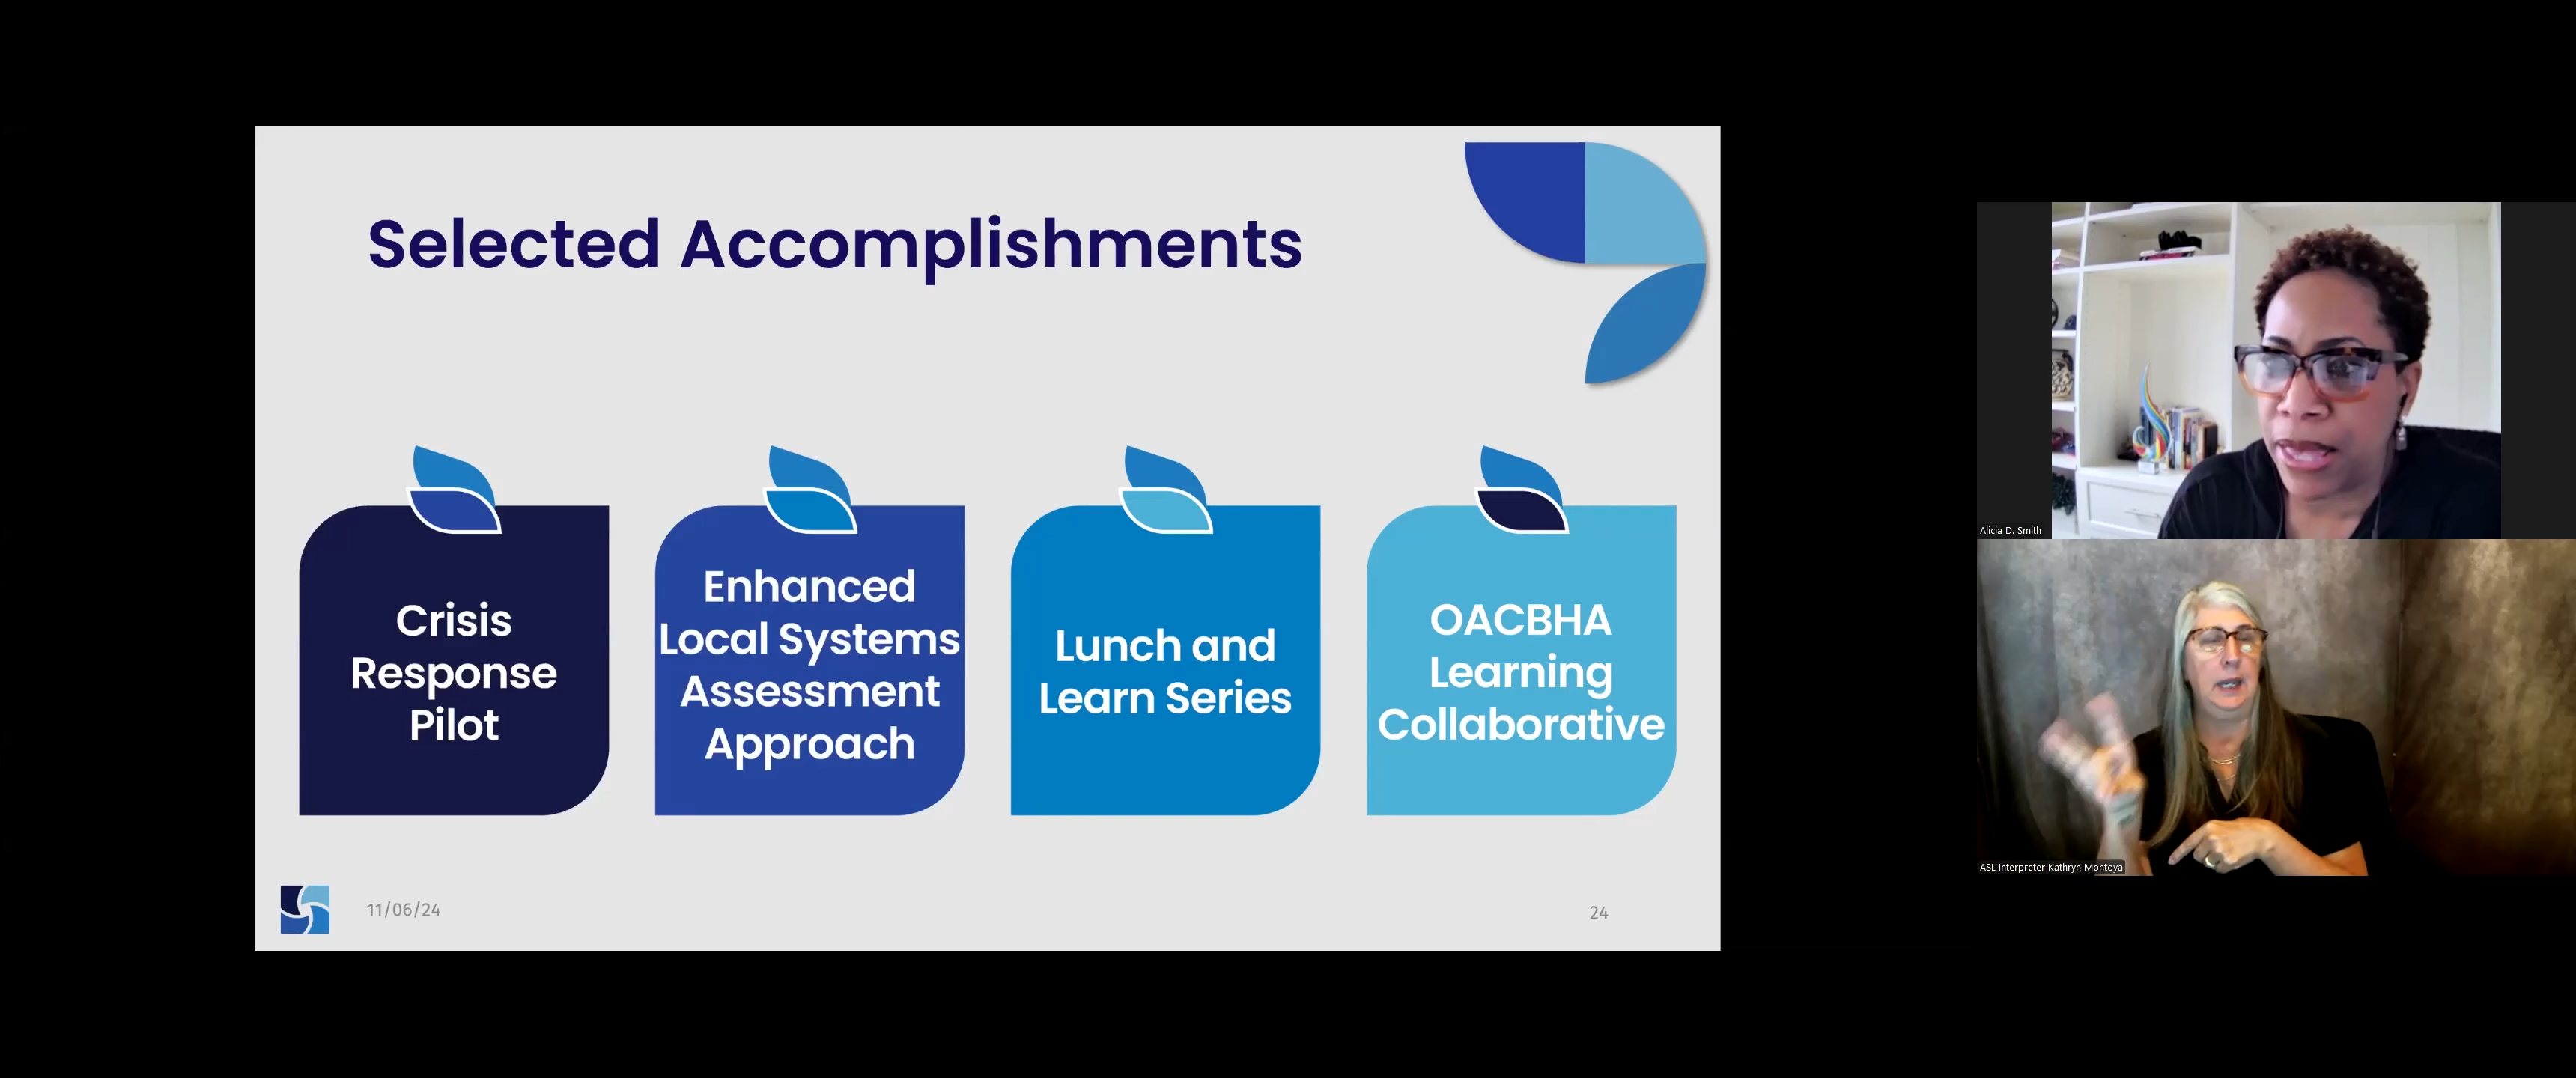 Selected Accomplishments
Crisis
Response
Pilot
Enhanced
Local Systems
Assessment
Approach
Lunch and
Learn Series
OACBHA
Learning
Collaborative
11/06/24
24
Alicia D. Smith
ASL Interpreter Kathryn Montoya